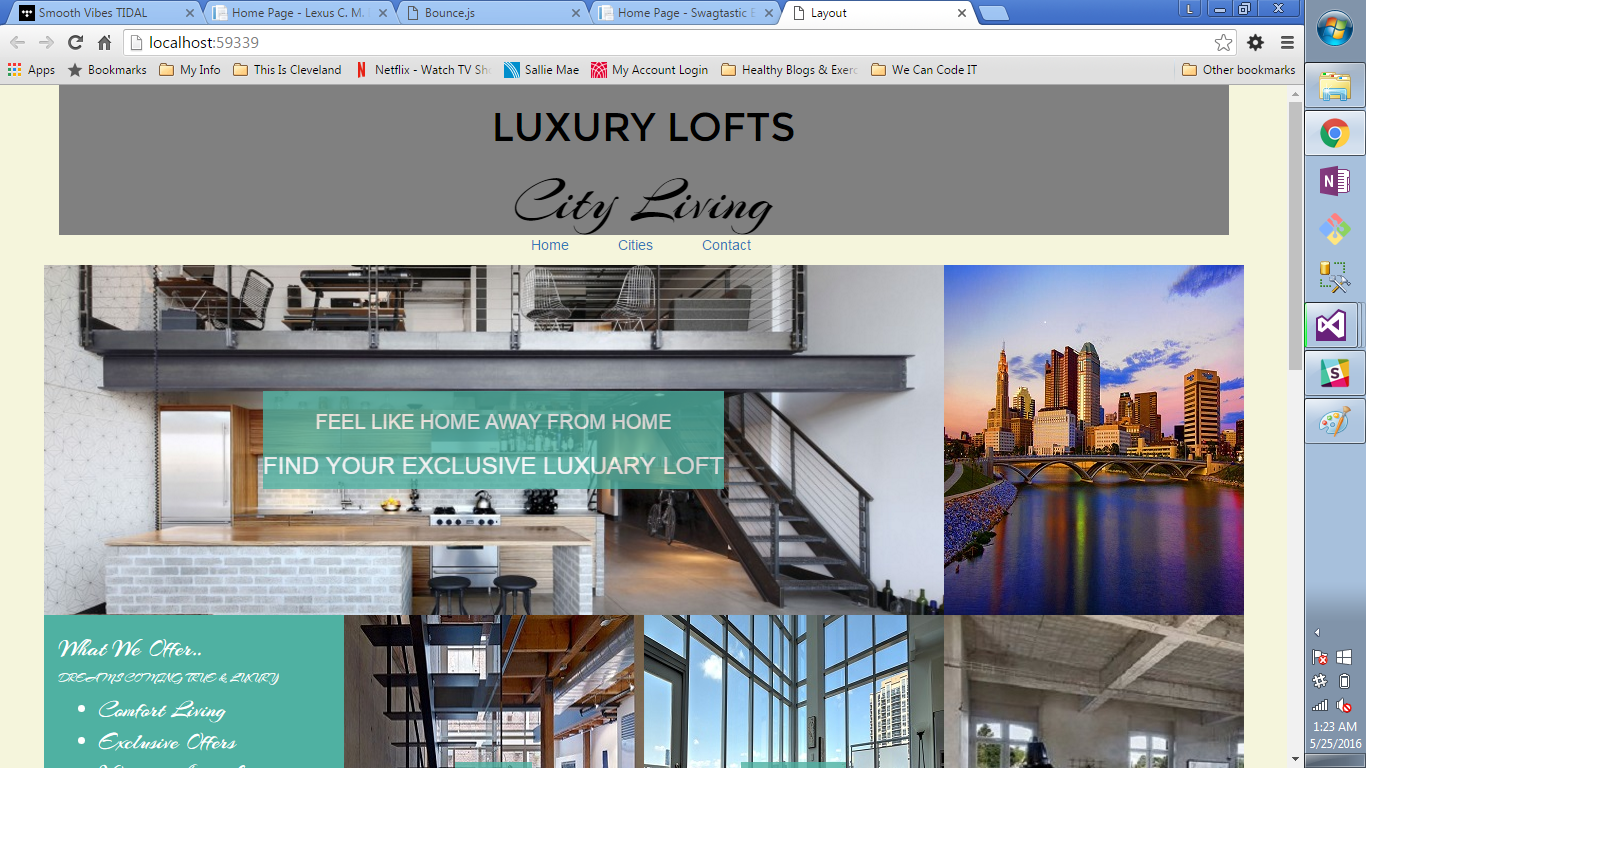 Smooth Vibes TIDAL
Home Page - Lexus C. M.
Bounce.js
Home Page - Swagtastic
Layout
L
localhost:59339
Apps
Bookmarks
My Info
This Is Cleveland
Netflix - Watch TV Sh
Sallie Mae
My Account Login
Healthy Blogs & Exerc
We Can Code IT
Other bookmarks
LUXURY LOFTS
City Living
Home
Cities
Contact
FEEL LIKE HOME AWAY FROM HOME
FIND YOUR EXCLUSIVE LUXUARY LOFT
What We Offer..
DREAMS COMING TRUE & LUXURY
Comfort Living
Exclusive Offers
N
S
1:23 AM
5/25/2016